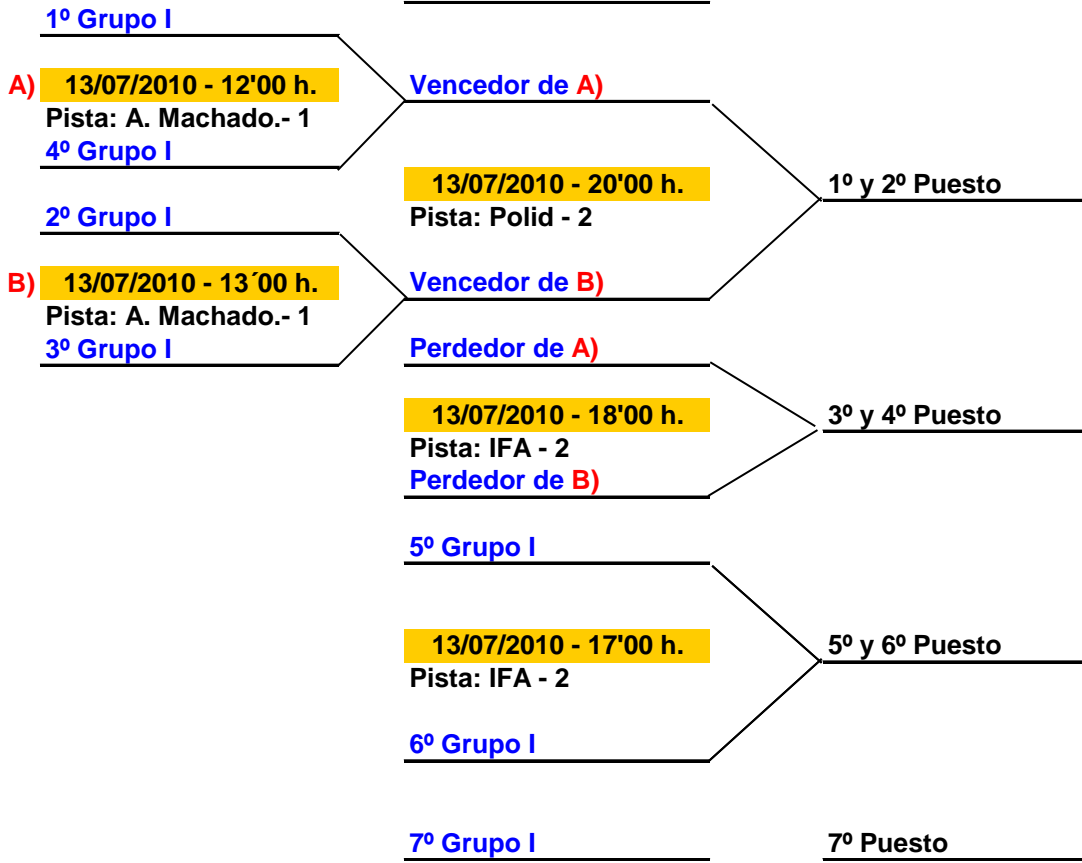 1º Grupo I
A) 13/07/2010 - 12'00 h.
Pista: A. Machado.- 1
4º Grupo I
2º Grupo I
B) 13/07/2010 - 13´00 h.
Pista: A. Machado.- 1
3º Grupo I
Vencedor de A)
13/07/2010 - 20'00 h.
Pista: Polid - 2
Vencedor de B)
1º y 2º Puesto
Perdedor de A)
13/07/2010 - 18'00 h.
Pista: IFA - 2
Perdedor de B)
3º y 4º Puesto
5º Grupo I
13/07/2010 - 17'00 h.
Pista: IFA - 2
6º Grupo I
5º y 6º Puesto
7º Grupo I
7º Puesto